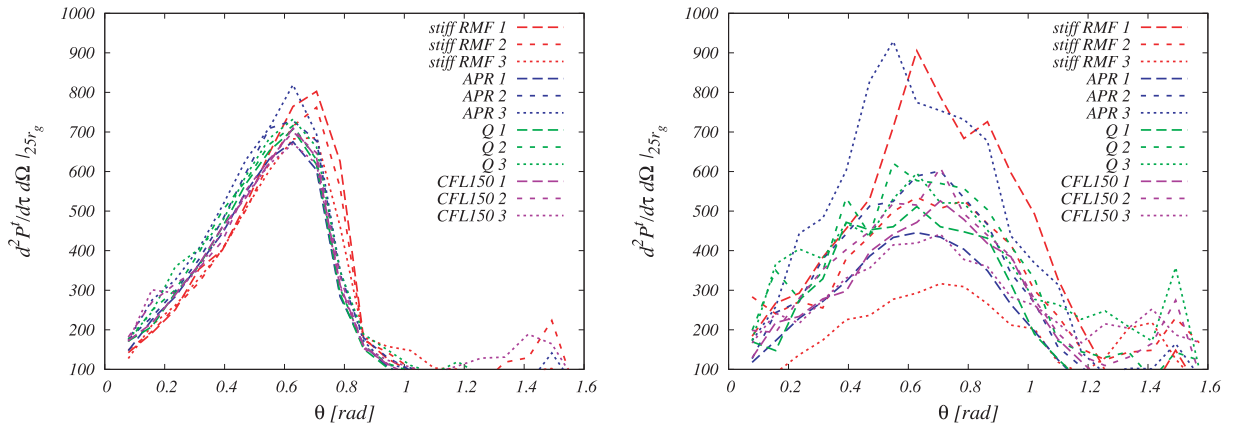 1000
900
800
700
600
500
400
300
200
100
0
0.2
0.4
0.6
0.8
1
1.2
1.4
1.6
θ [rad]
d²Pᵗ/dτ dΩ |₂₅ᵣg
stiff RMF 1
stiff RMF 2
stiff RMF 3
APR 1
APR 2
APR 3
Q 1
Q 2
Q 3
CFL150 1
CFL150 2
CFL150 3
1000
900
800
700
600
500
400
300
200
100
0
0.2
0.4
0.6
0.8
1
1.2
1.4
1.6
θ [rad]
d²Pᵗ/dτ dΩ |₂₅ᵣg
stiff RMF 1
stiff RMF 2
stiff RMF 3
APR 1
APR 2
APR 3
Q 1
Q 2
Q 3
CFL150 1
CFL150 2
CFL150 3